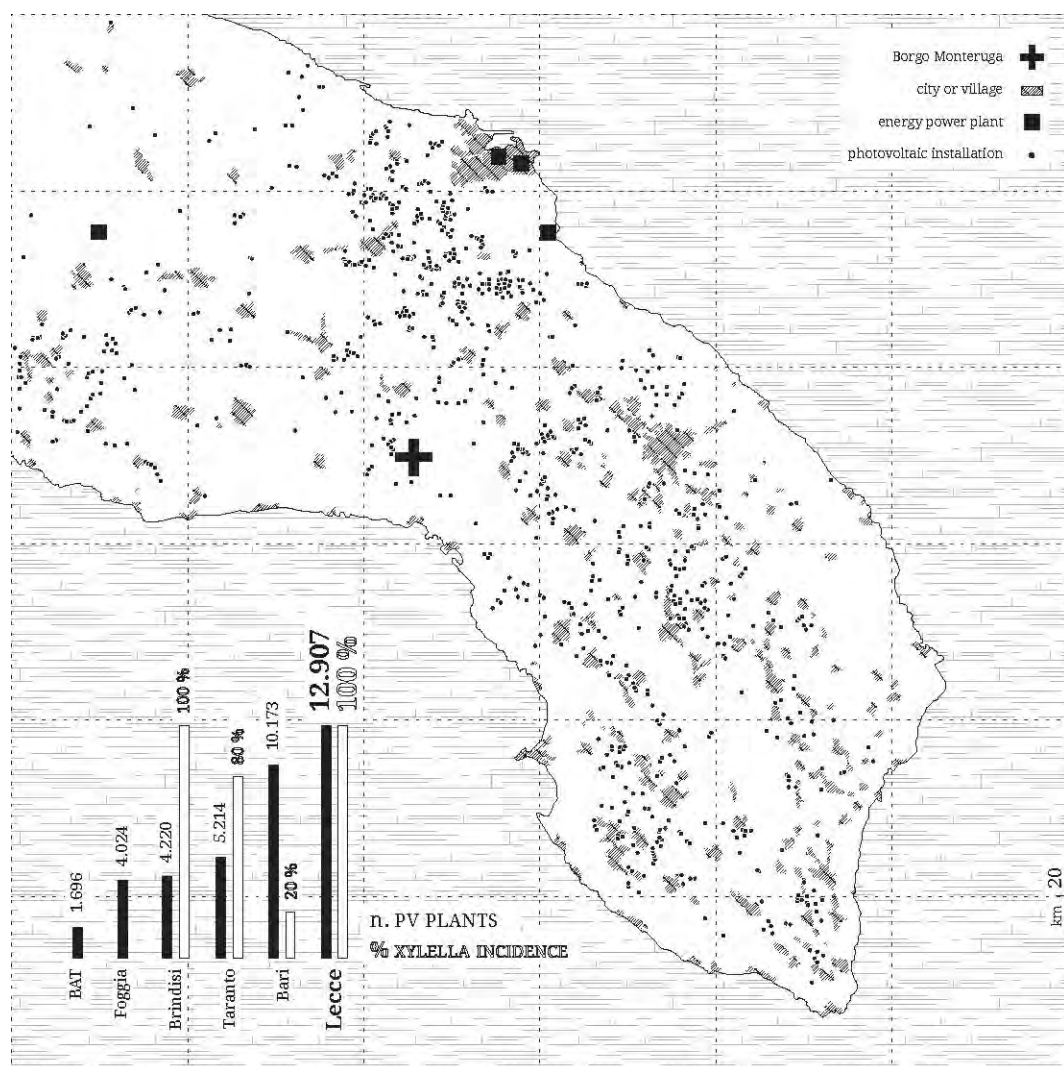 Borgo Monteruga
city or village
energy power plant
photovoltaic installation
BAT
1.696
Foggia
4.024
Brindisi
4.220
100 %
Taranto
5.214
80 %
Bari
10.173
20 %
Lecce
12.907
100 %
n. PV PLANTS
% XYLELLA INCIDENCE
km 20